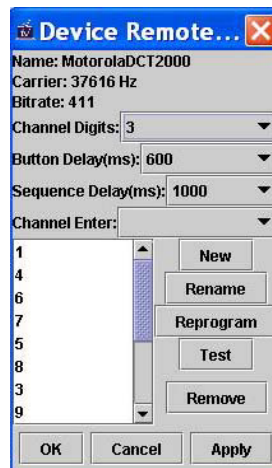 Device Remote...
Name: MotorolaDCT2000
Carrier: 37616 Hz
Bitrate: 411
Channel Digits: 3
Button Delay(ms): 600
Sequence Delay(ms): 1000
Channel Enter:
1
4
6
7
5
8
3
9
New
Rename
Reprogram
Test
Remove
OK Cancel Apply